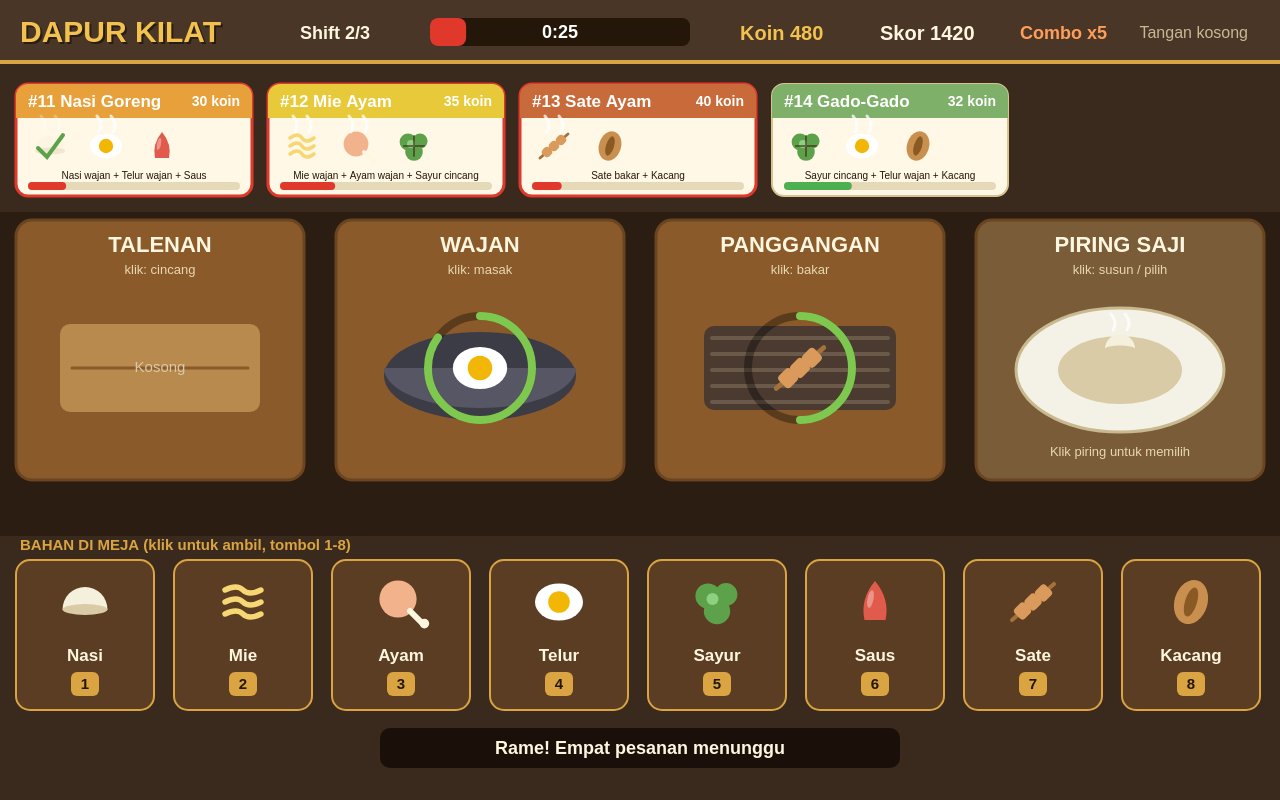 DAPUR KILAT
Shift 2/3
0:25
Koin 480
Skor 1420
Combo x5
Tangan kosong
#11 Nasi Goreng
30 koin
Nasi wajan + Telur wajan + Saus
#12 Mie Ayam
35 koin
Mie wajan + Ayam wajan + Sayur cincang
#13 Sate Ayam
40 koin
Sate bakar + Kacang
#14 Gado-Gado
32 koin
Sayur cincang + Telur wajan + Kacang
TALENAN
klik: cincang
Kosong
WAJAN
klik: masak
PANGGANGAN
klik: bakar
PIRING SAJI
klik: susun / pilih
Klik piring untuk memilih
BAHAN DI MEJA (klik untuk ambil, tombol 1-8)
Nasi
1
Mie
2
Ayam
3
Telur
4
Sayur
5
Saus
6
Sate
7
Kacang
8
Rame! Empat pesanan menunggu